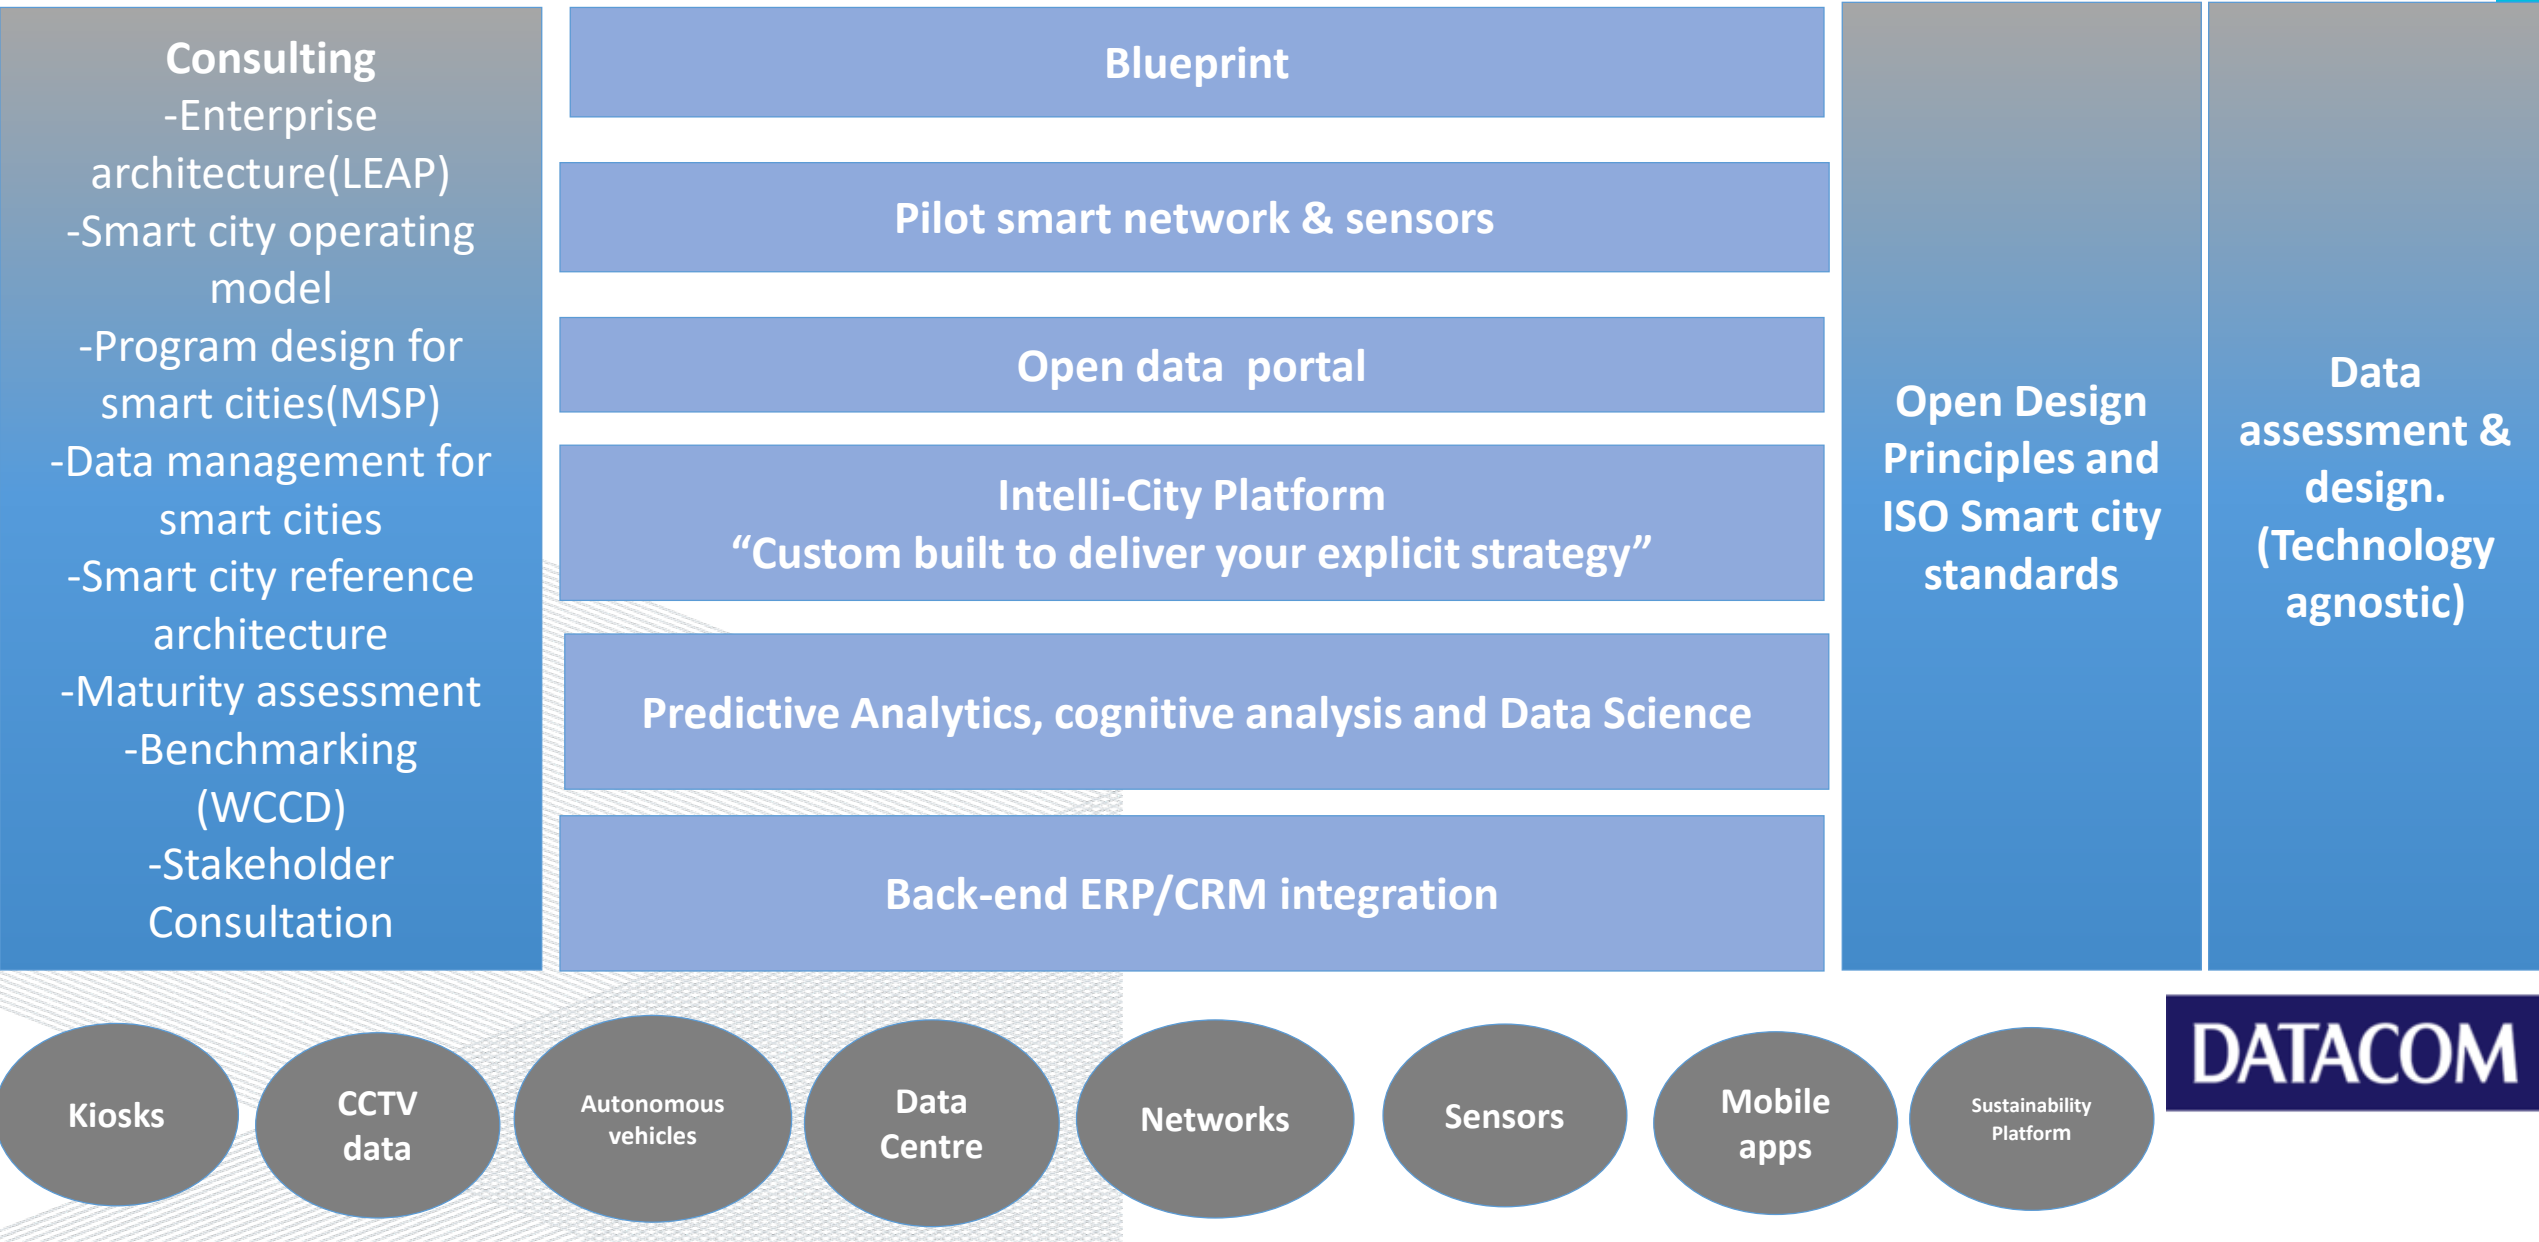 Consulting
-Enterprise
architecture(LEAP)
-Smart city operating
model
-Program design for
smart cities(MSP)
-Data management for
smart cities
-Smart city reference
architecture
-Maturity assessment
-Benchmarking
(WCCD)
-Stakeholder
Consultation
Blueprint
Pilot smart network & sensors
Open data  portal
Intelli-City Platform
“Custom built to deliver your explicit strategy”
Predictive Analytics, cognitive analysis and Data Science
Back-end ERP/CRM integration
Open Design
Principles and
ISO Smart city
standards
Data
assessment &
design.
(Technology
agnostic)
Kiosks
CCTV
data
Autonomous
vehicles
Data
Centre
Networks
Sensors
Mobile
apps
Sustainability
Platform
DATACOM